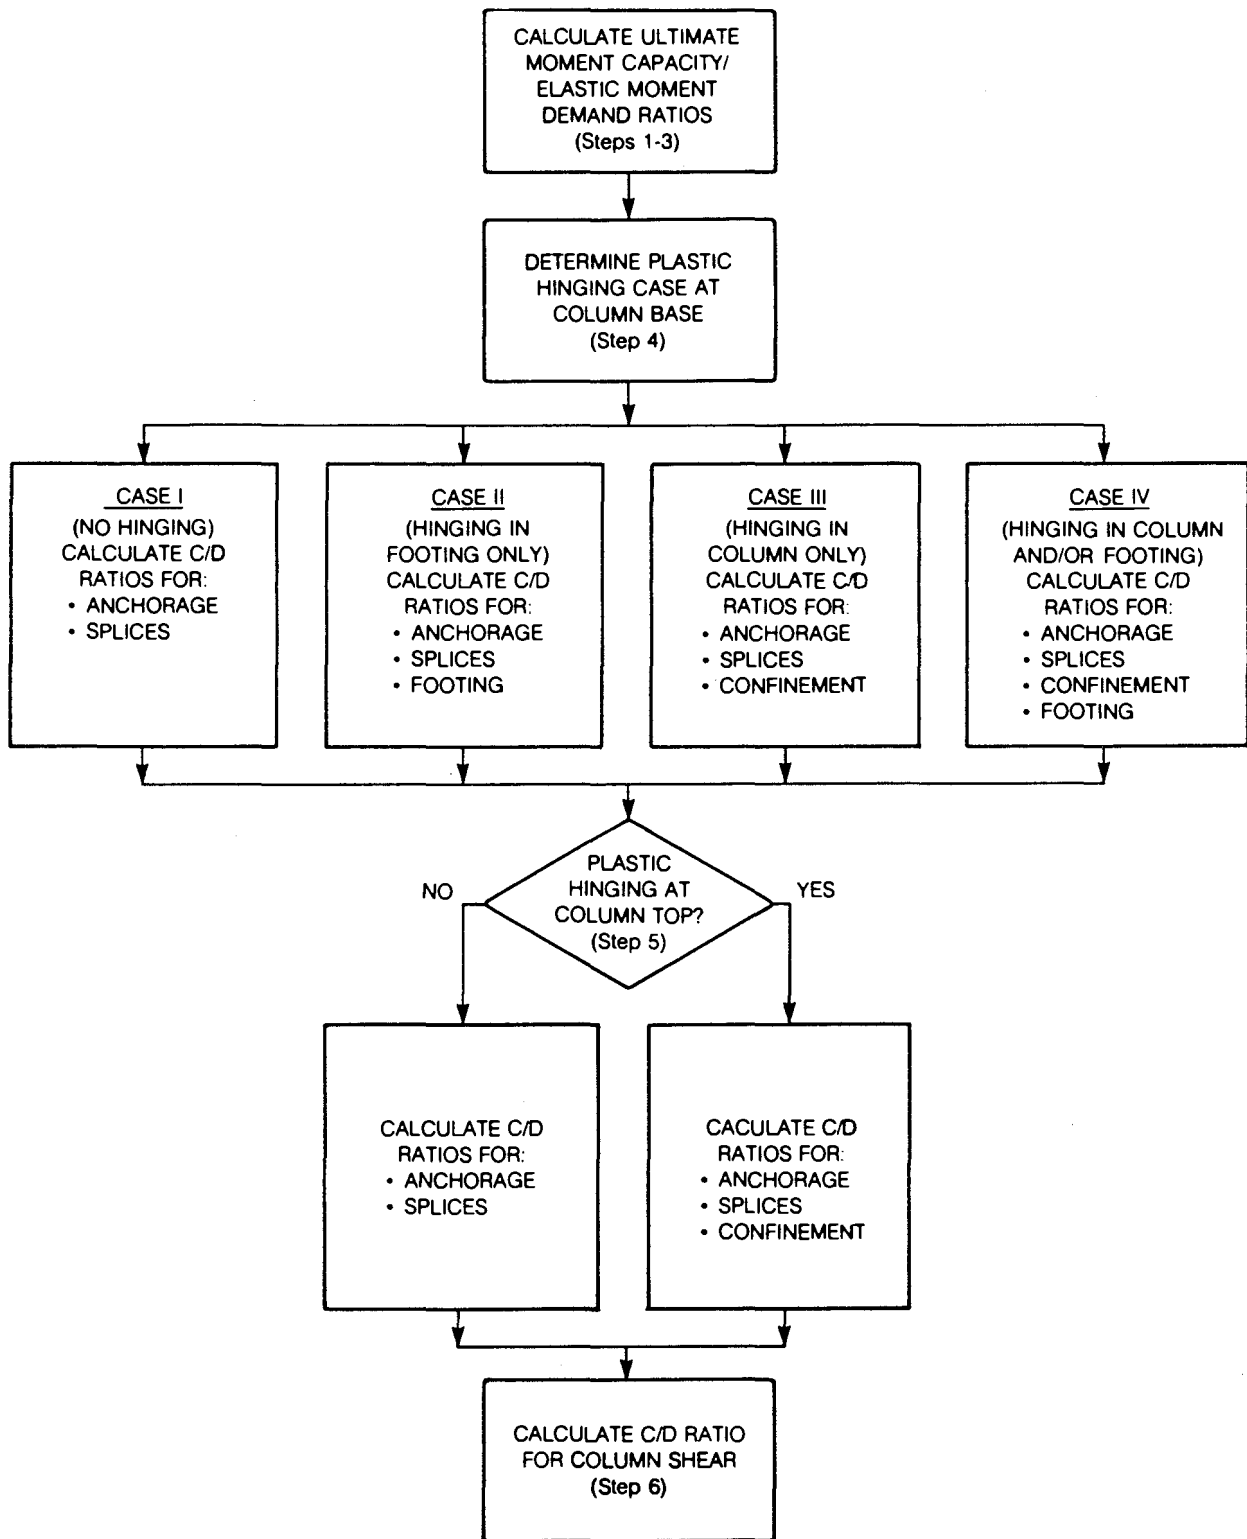 CALCULATE ULTIMATE
MOMENT CAPACITY/
ELASTIC MOMENT
DEMAND RATIOS
(Steps 1-3)
DETERMINE PLASTIC
HINGING CASE AT
COLUMN BASE
(Step 4)
CASE I
(NO HINGING)
CALCULATE C/D
RATIOS FOR:
• ANCHORAGE
• SPLICES
CASE II
(HINGING IN
FOOTING ONLY)
CALCULATE C/D
RATIOS FOR:
• ANCHORAGE
• SPLICES
• FOOTING
CASE III
(HINGING IN
COLUMN ONLY)
CALCULATE C/D
RATIOS FOR:
• ANCHORAGE
• SPLICES
• CONFINEMENT
CASE IV
(HINGING IN COLUMN
AND/OR FOOTING)
CALCULATE C/D
RATIOS FOR:
• ANCHORAGE
• SPLICES
• CONFINEMENT
• FOOTING
PLASTIC
HINGING AT
COLUMN TOP?
(Step 5)
NO
YES
CALCULATE C/D
RATIOS FOR:
• ANCHORAGE
• SPLICES
CACULATE C/D
RATIOS FOR:
• ANCHORAGE
• SPLICES
• CONFINEMENT
CALCULATE C/D RATIO
FOR COLUMN SHEAR
(Step 6)